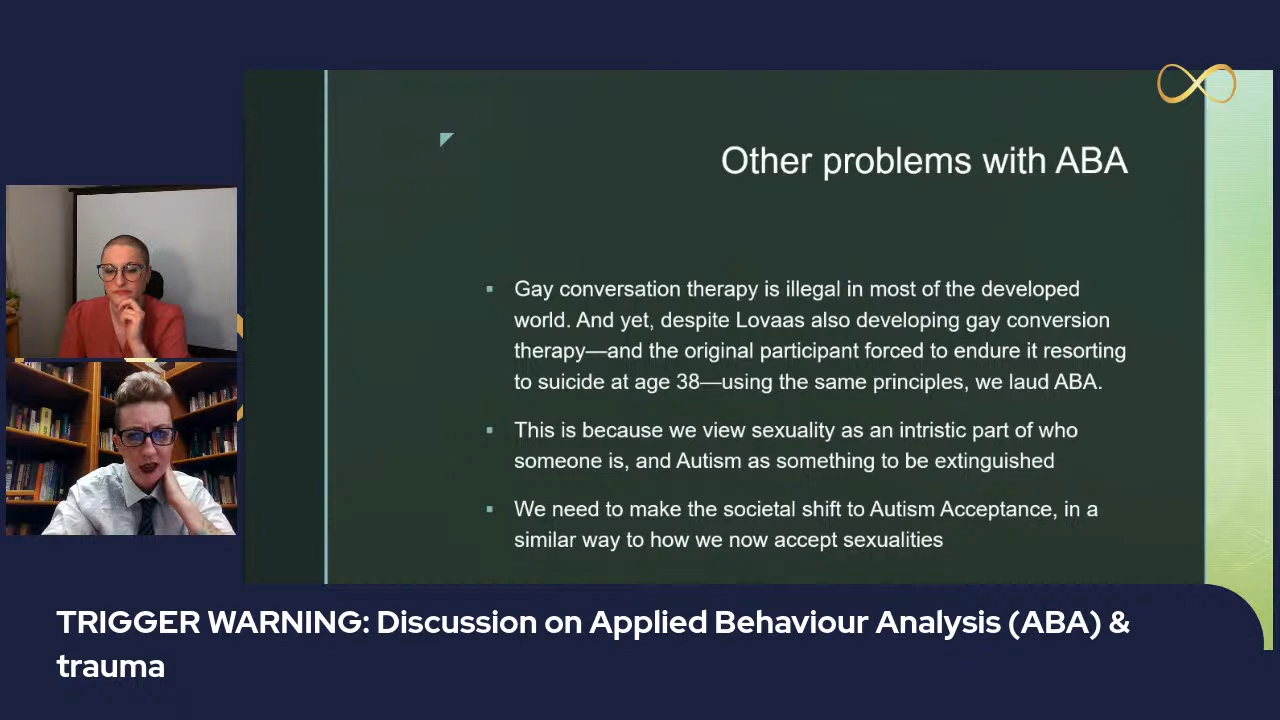 Other problems with ABA
▪ Gay conversation therapy is illegal in most of the developed
world. And yet, despite Lovaas also developing gay conversion
therapy—and the original participant forced to endure it resorting
to suicide at age 38—using the same principles, we laud ABA.
▪ This is because we view sexuality as an intristic part of who
someone is, and Autism as something to be extinguished
▪ We need to make the societal shift to Autism Acceptance, in a
similar way to how we now accept sexualities
TRIGGER WARNING: Discussion on Applied Behaviour Analysis (ABA) &
trauma